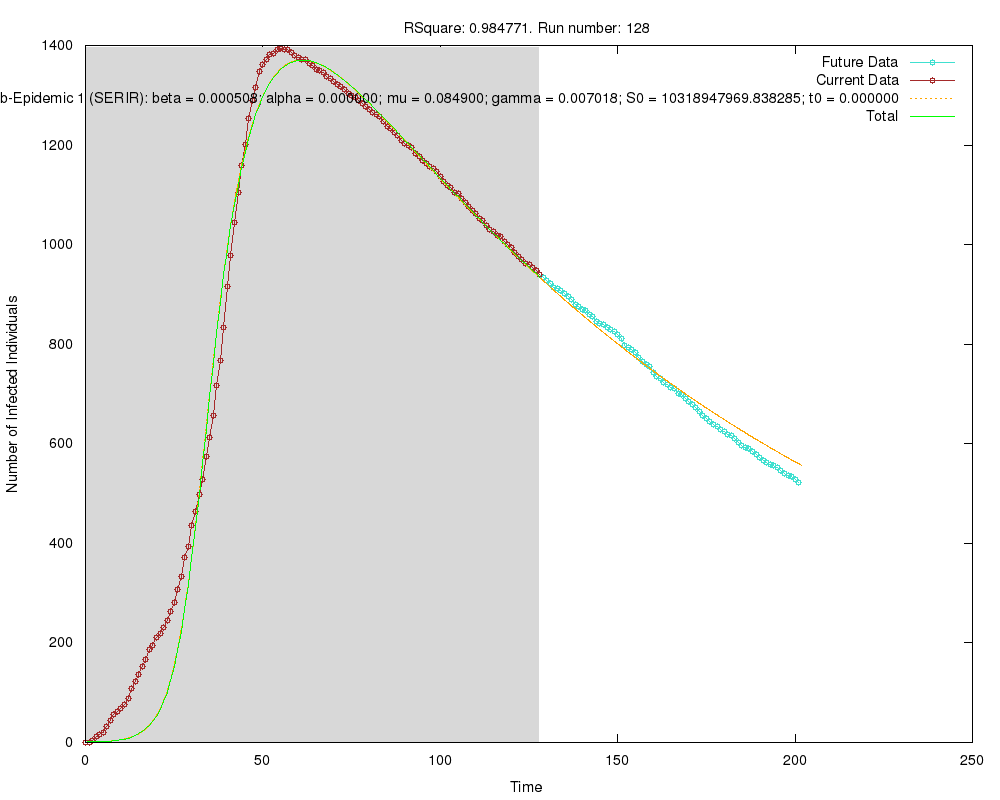 RSquare: 0.984771. Run number: 128
1400
1200
1000
800
600
400
200
0
0
50
100
150
200
250
Number of Infected Individuals
Time
Future Data
Current Data
b-Epidemic 1 (SERIR): beta = 0.000508; alpha = 0.000000; mu = 0.084900; gamma = 0.007018; S0 = 10318947969.838285; t0 = 0.000000
Total